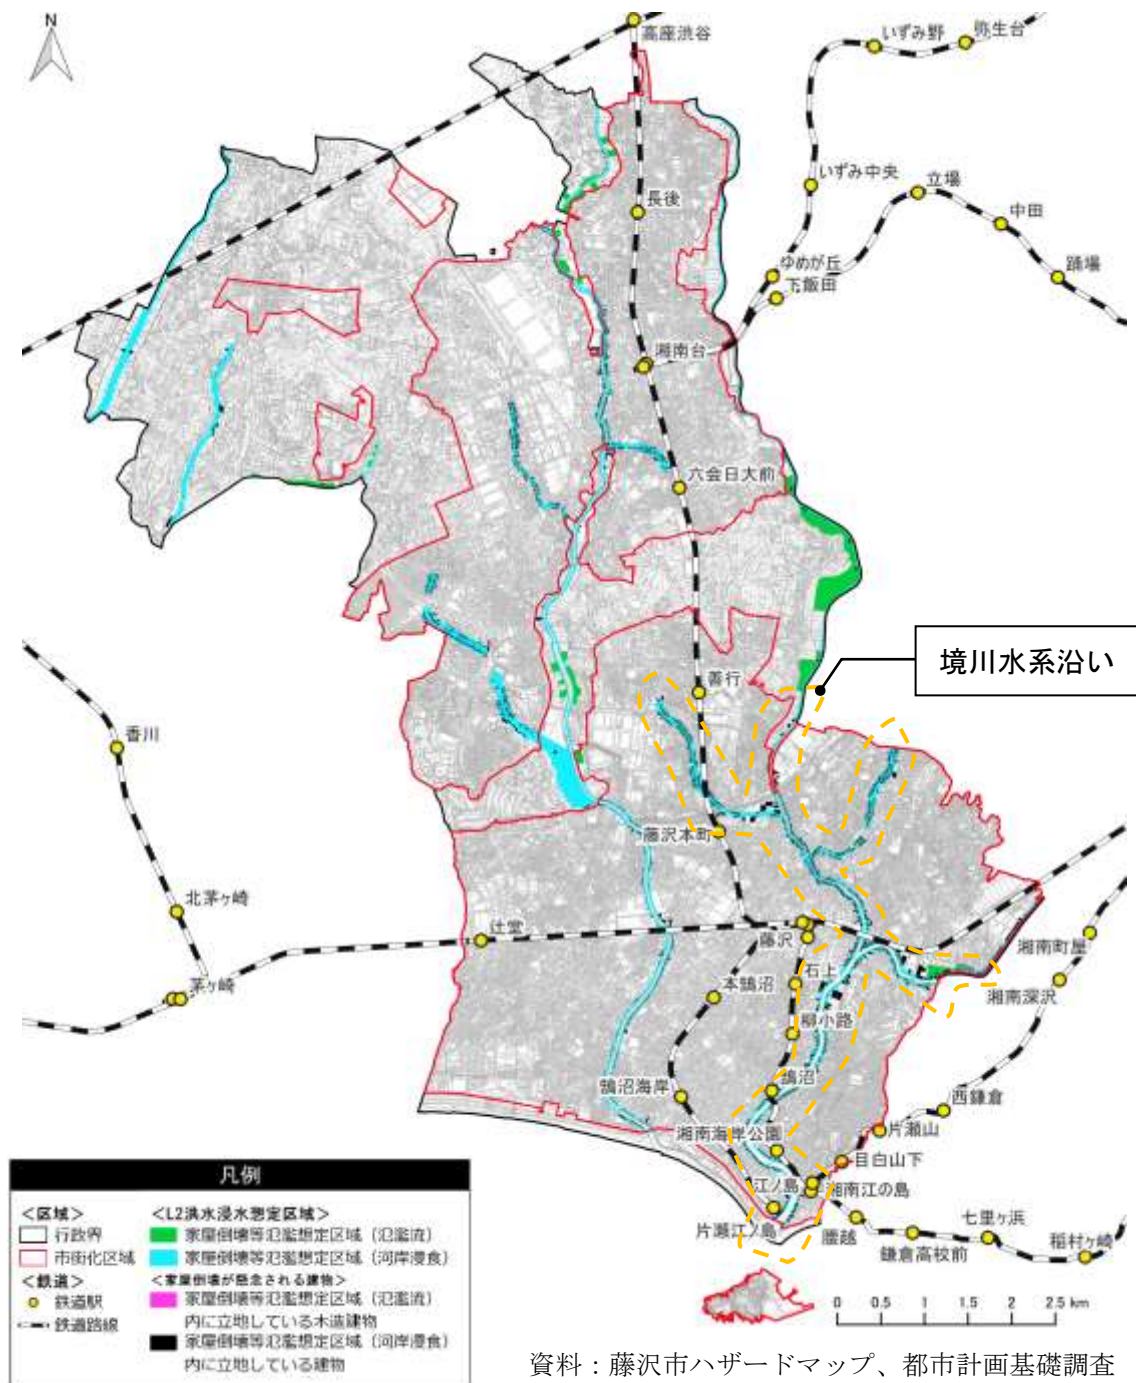 N
高座渋谷
いずみ野
弥生台
いずみ中央
立場
中田
踊場
長後
ゆめが丘
下飯田
湘南台
六会日大前
境川水系沿い
善行
香川
藤沢本町
北茅ヶ崎
辻堂
藤沢
湘南町屋
石上
本鵠沼
湘南深沢
茅ヶ崎
柳小路
鵠沼
鵠沼海岸
西鎌倉
湘南海岸公園
片瀬山
目白山下
江ノ島
湘南江の島
片瀬江ノ島
腰越
七里ヶ浜
鎌倉高校前
稲村ヶ崎
凡例
<区域>
行政界
市街化区域
<鉄道>
鉄道駅
鉄道路線
<L2洪水浸水想定区域>
家屋倒壊等氾濫想定区域（氾濫流）
家屋倒壊等氾濫想定区域（河岸浸食）
<家屋倒壊が懸念される建物>
家屋倒壊等氾濫想定区域（氾濫流）
内に立地している木造建物
家屋倒壊等氾濫想定区域（河岸浸食）
内に立地している建物
0 0.5 1 1.5 2 2.5 km
資料：藤沢市ハザードマップ、都市計画基礎調査